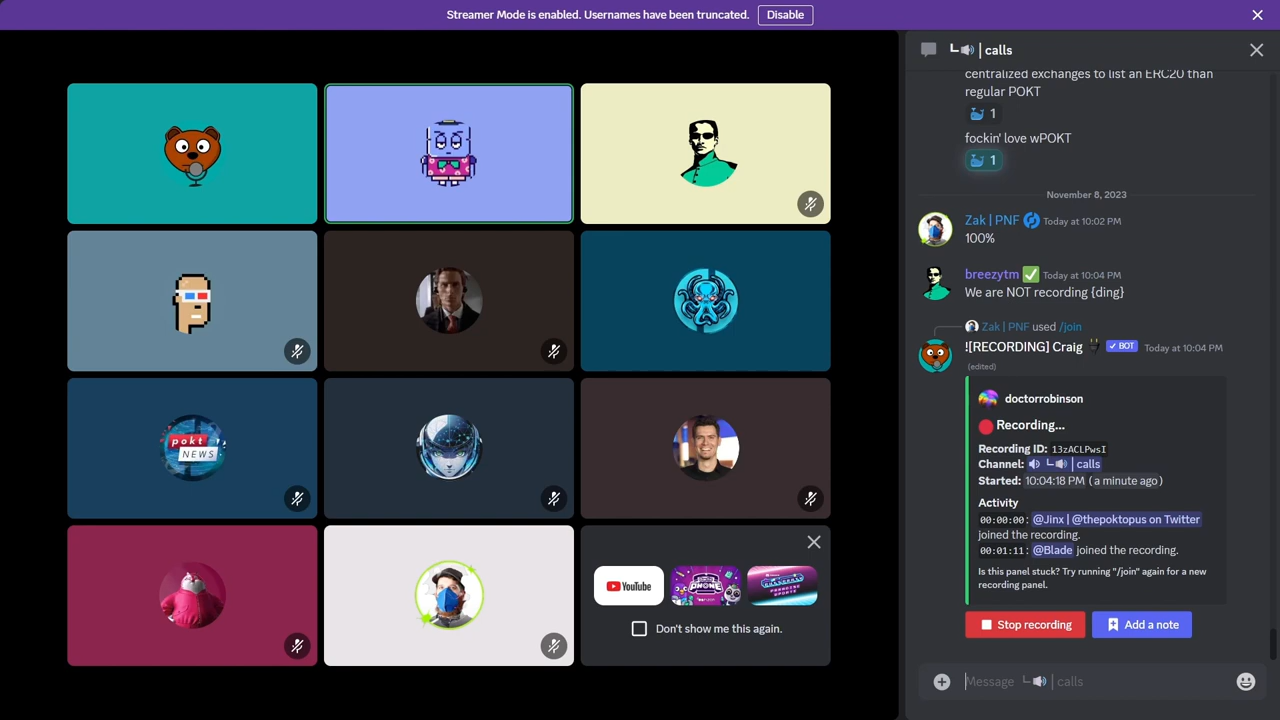 Streamer Mode is enabled. Usernames have been truncated. Disable
calls
centralized exchanges to list an ERC20 than
regular POKT
1
fockin' love wPOKT
1
November 8, 2023
Zak | PNF Today at 10:02 PM
100%
breezytm Today at 10:04 PM
We are NOT recording {ding}
Zak | PNF used /join
![RECORDING] Craig BOT Today at 10:04 PM
(edited)
doctorrobinson
Recording...
Recording ID: 13zACLPwsI
Channel: | calls
Started: 10:04:18 PM (a minute ago)
Activity
00:00:00: @Jinx | @thepoktopus on Twitter
joined the recording.
00:01:11: @Blade joined the recording.
Is this panel stuck? Try running "/join" again for a new
recording panel.
Stop recording Add a note
Message | calls
pokt
NEWS
YouTube
Don't show me this again.